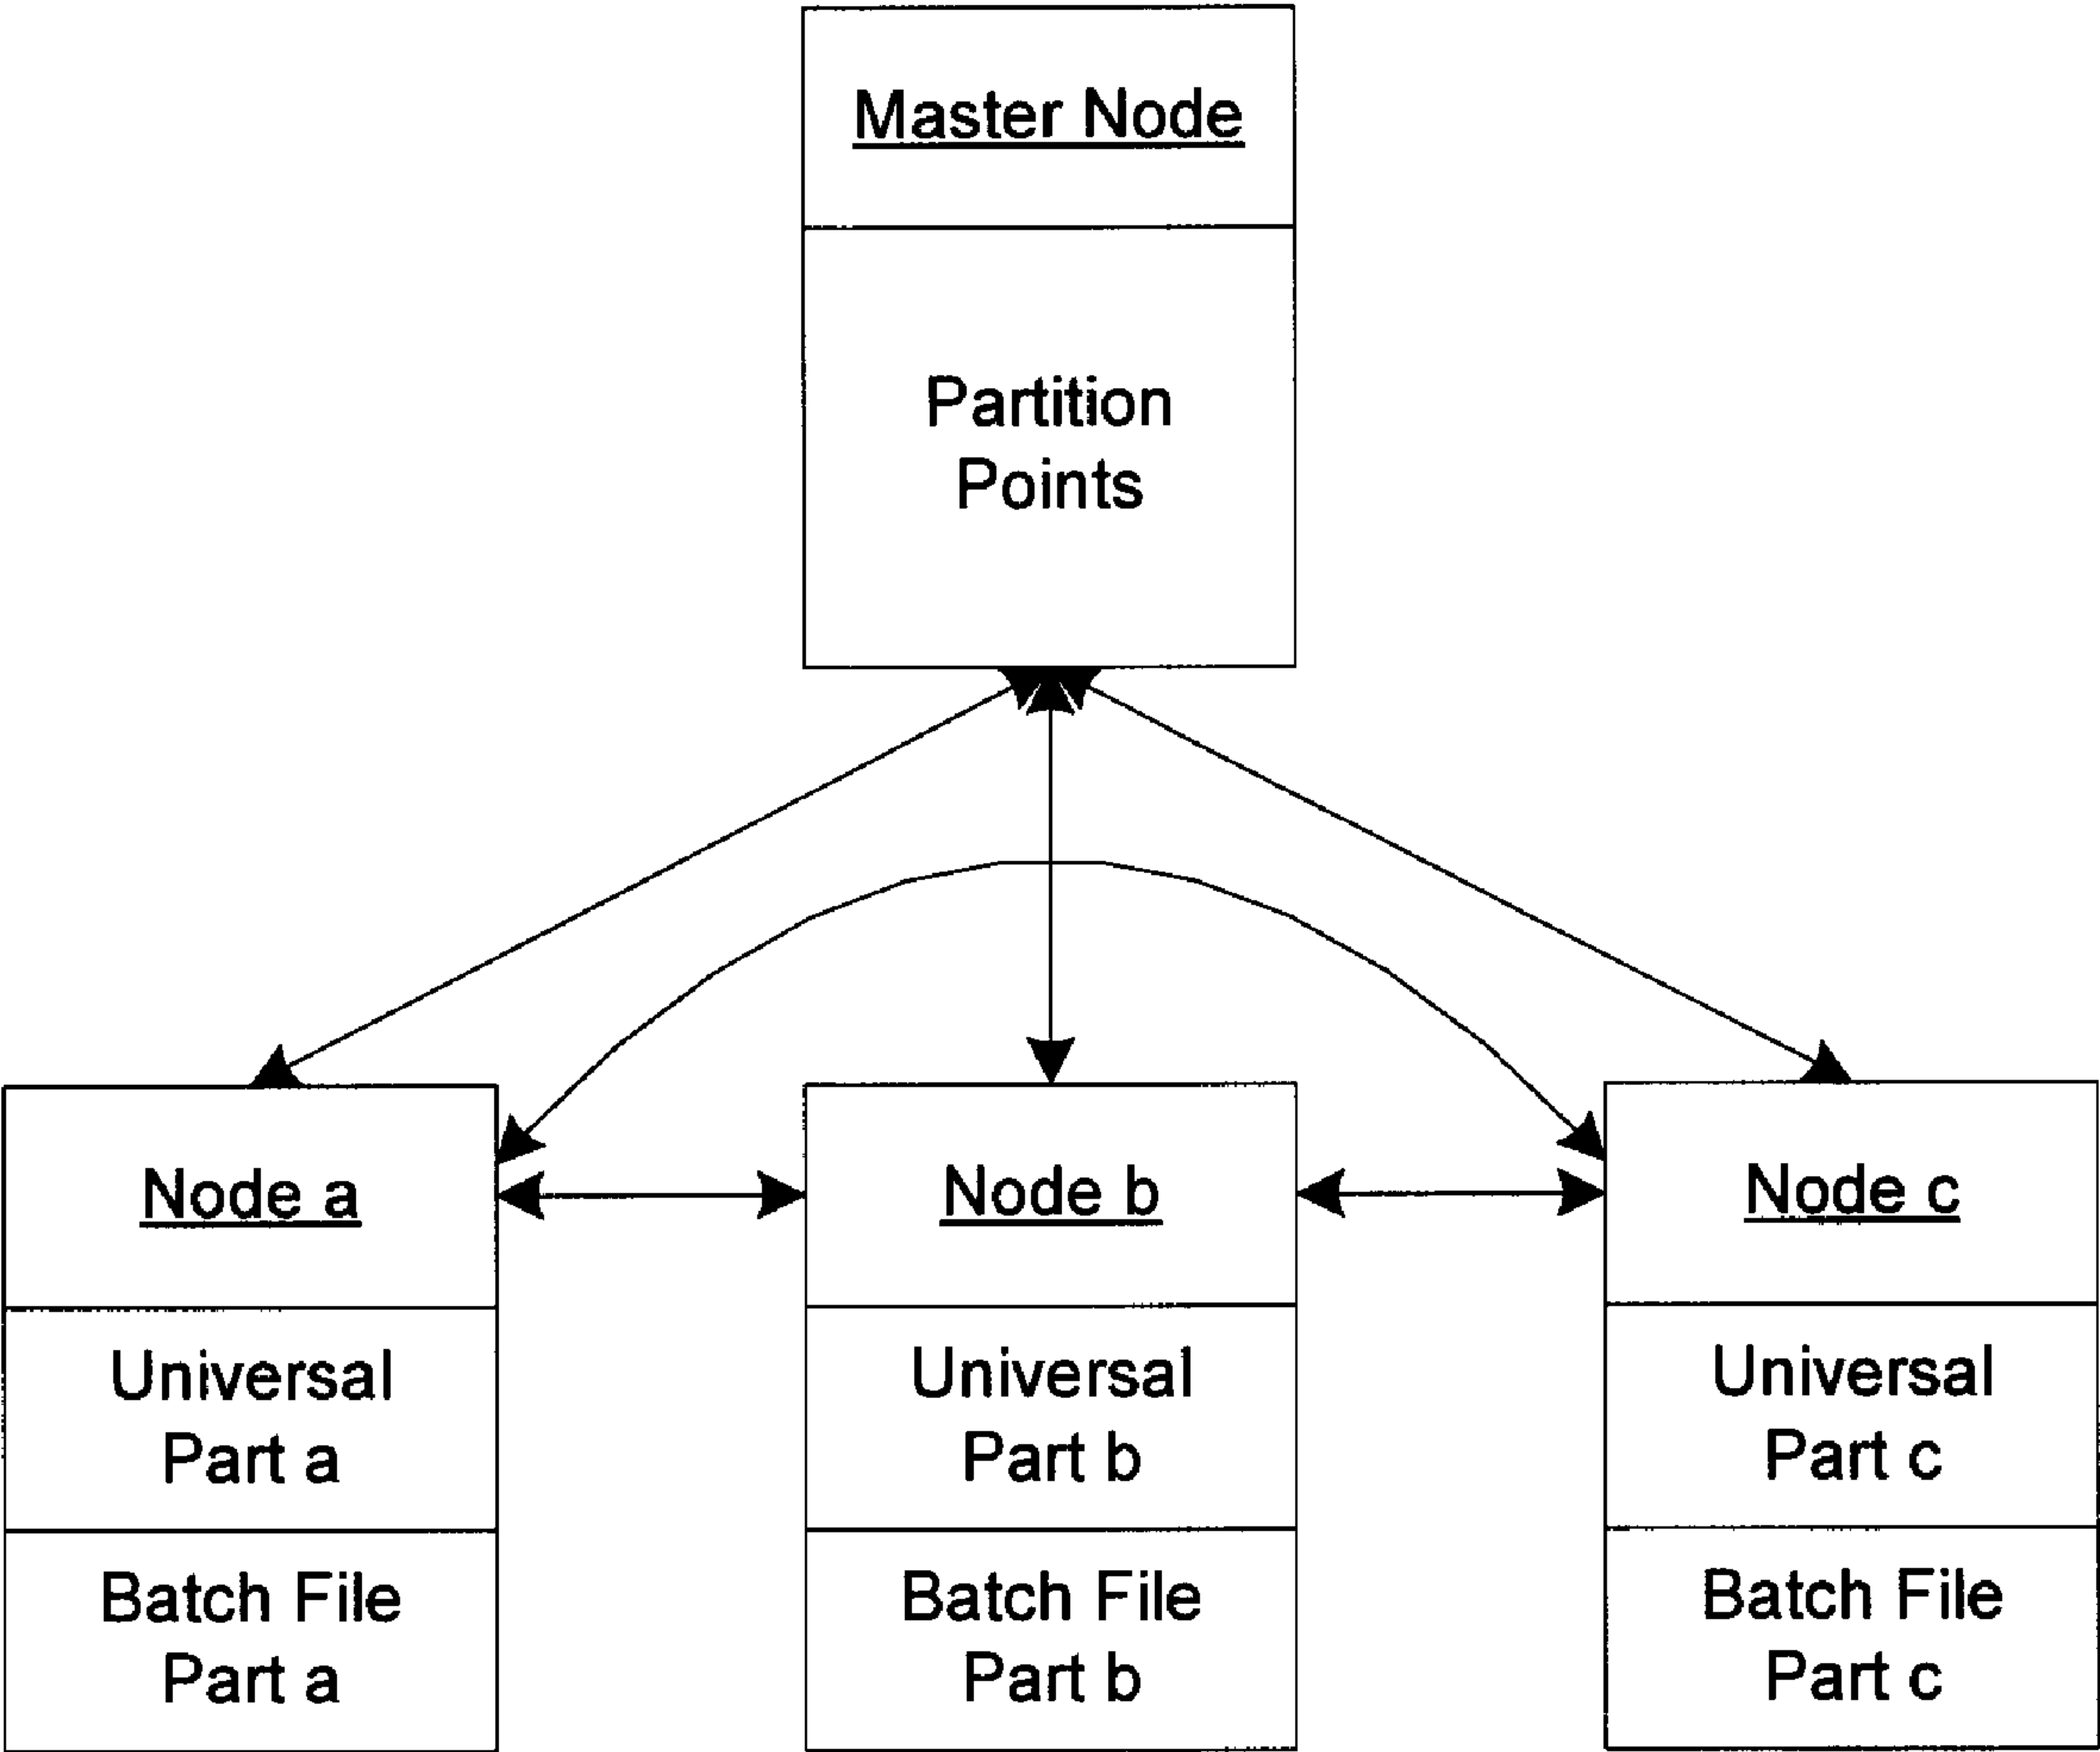 Master Node
Partition
Points
Node a
Universal
Part a
Batch File
Part a
Node b
Universal
Part b
Batch File
Part b
Node c
Universal
Part c
Batch File
Part c